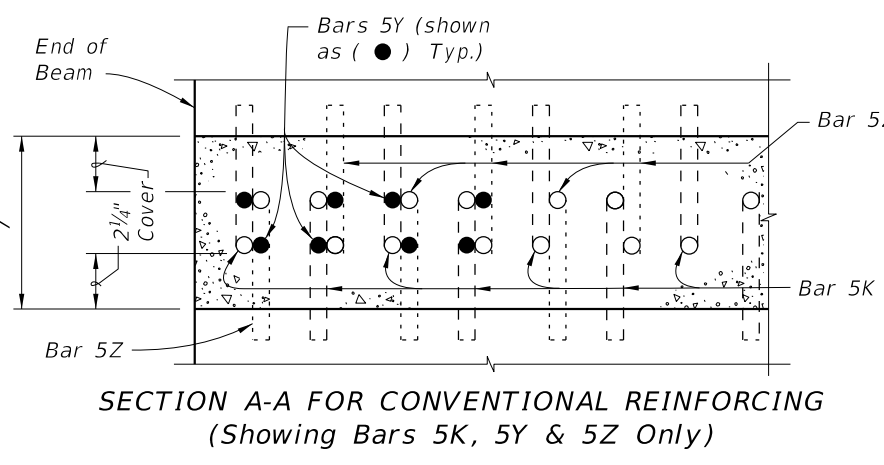 Bars 5Y (shown
as ( ● ) Typ.)
End of
Beam
2¼"
Cover
Bar 5Z
Bar 5K
SECTION A-A FOR CONVENTIONAL REINFORCING
(Showing Bars 5K, 5Y & 5Z Only)